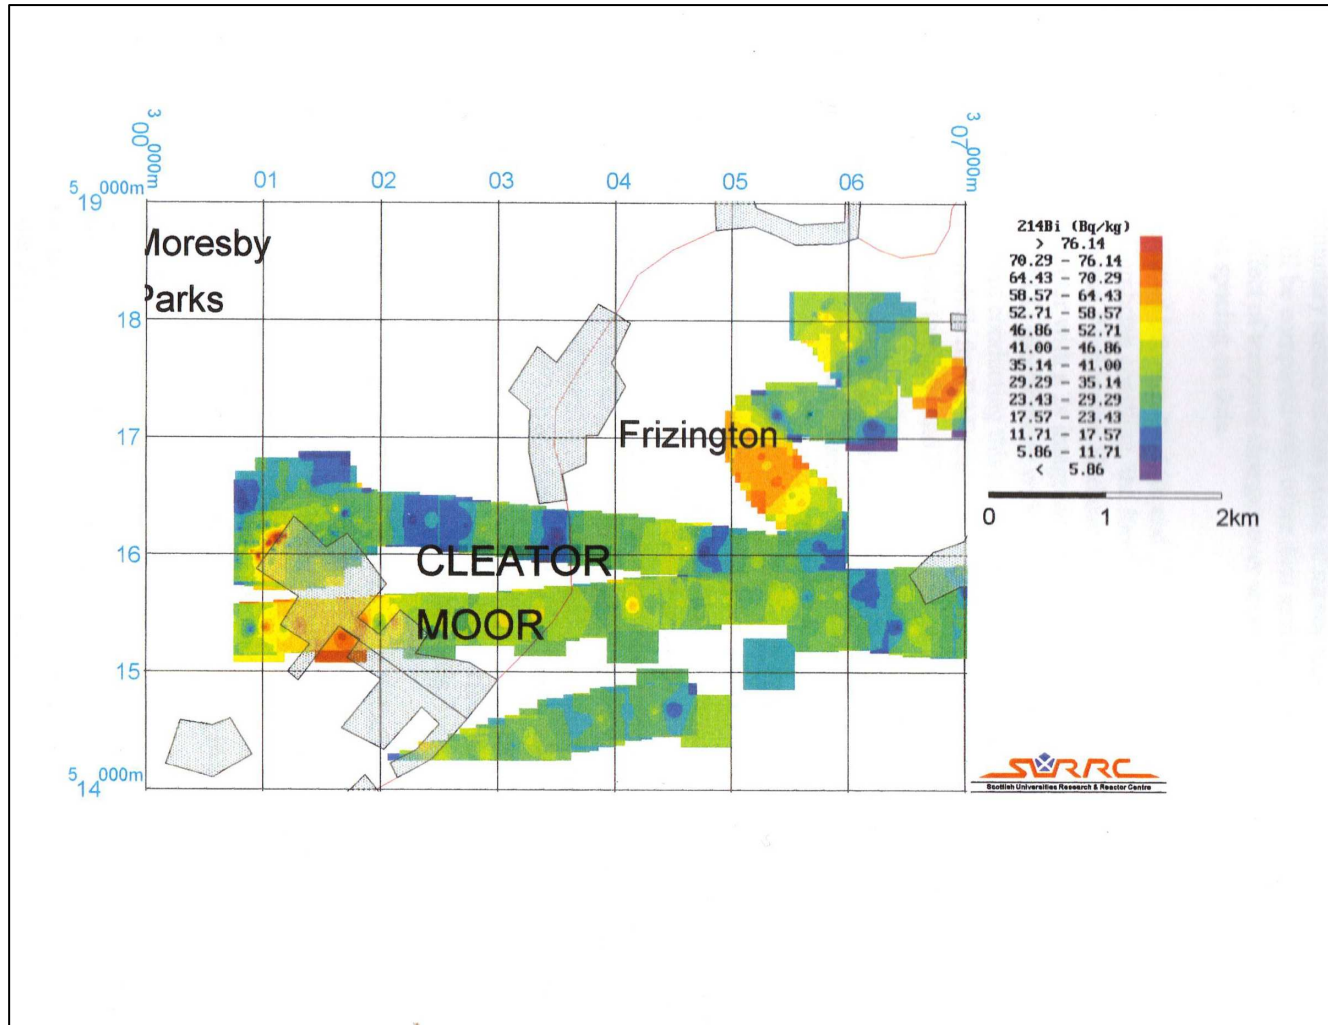 3 00 000m
3 07 000m
5 19 000m
01 02 03 04 05 06
Moresby
Parks
18
17
Frizington
16
CLEATOR
MOOR
15
5 14 000m
214Bi (Bq/kg)
> 76.14
70.29 - 76.14
64.43 - 70.29
58.57 - 64.43
52.71 - 58.57
46.86 - 52.71
41.00 - 46.86
35.14 - 41.00
29.29 - 35.14
23.43 - 29.29
17.57 - 23.43
11.71 - 17.57
5.86 - 11.71
< 5.86
0 1 2km
SURRC
Scottish Universities Research & Reactor Centre